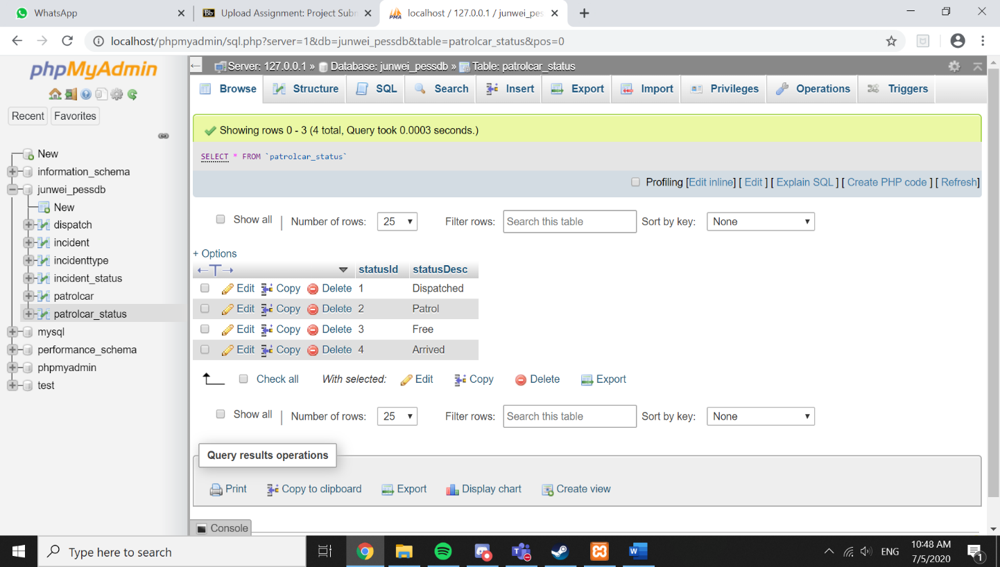 WhatsApp
Upload Assignment: Project Subm
localhost / 127.0.0.1 / junwei_pes
localhost/phpmyadmin/sql.php?server=1&db=junwei_pessdb&table=patrolcar_status&pos=0
phpMyAdmin
Recent Favorites
New
information_schema
junwei_pessdb
New
dispatch
incident
incidenttype
incident_status
patrolcar
patrolcar_status
mysql
performance_schema
phpmyadmin
test
Server: 127.0.0.1 » Database: junwei_pessdb » Table: patrolcar_status
Browse Structure SQL Search Insert Export Import Privileges Operations Triggers
Showing rows 0 - 3 (4 total, Query took 0.0003 seconds.)
SELECT * FROM `patrolcar_status`
Profiling [Edit inline] [ Edit ] [ Explain SQL ] [ Create PHP code ] [ Refresh]
Show all | Number of rows: 25 Filter rows: Search this table Sort by key: None
+ Options
←T→ statusId statusDesc
Edit Copy Delete 1 Dispatched
Edit Copy Delete 2 Patrol
Edit Copy Delete 3 Free
Edit Copy Delete 4 Arrived
Check all With selected: Edit Copy Delete Export
Show all | Number of rows: 25 Filter rows: Search this table Sort by key: None
Query results operations
Print Copy to clipboard Export Display chart Create view
Console
Type here to search
ENG
10:48 AM
7/5/2020
1